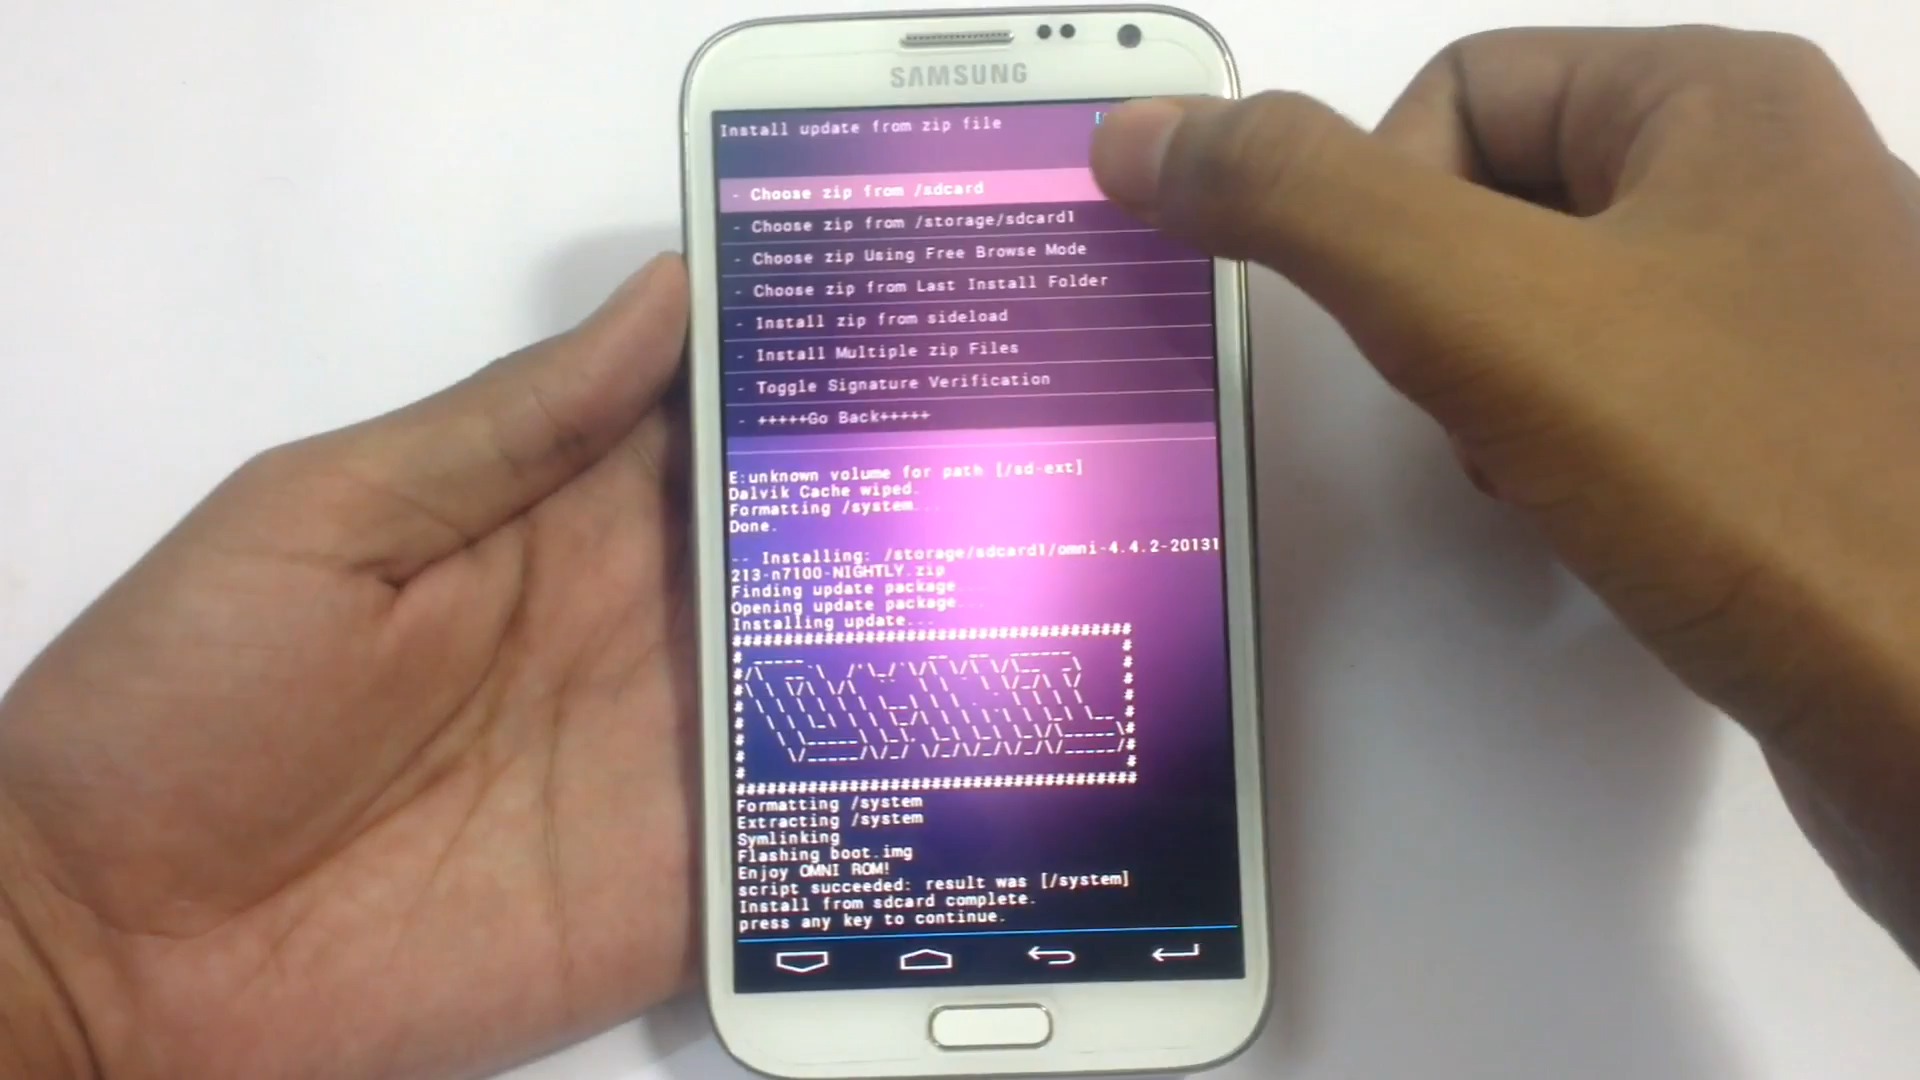 SAMSUNG
Install update from zip file
- Choose zip from /sdcard
- Choose zip from /storage/sdcard1
- Choose zip Using Free Browse Mode
- Choose zip from Last Install Folder
- Install zip from sideload
- Install Multiple zip Files
- Toggle Signature Verification
- +++++Go Back+++++
E:unknown volume for path [/sd-ext]
Dalvik Cache wiped.
Formatting /system...
Done.
-- Installing: /storage/sdcard1/omni-4.4.2-20131
213-n7100-NIGHTLY.zip
Finding update package...
Opening update package...
Installing update...
Formatting /system
Extracting /system
Symlinking
Flashing boot.img
Enjoy OMNI ROM!
script succeeded: result was [/system]
Install from sdcard complete.
press any key to continue.